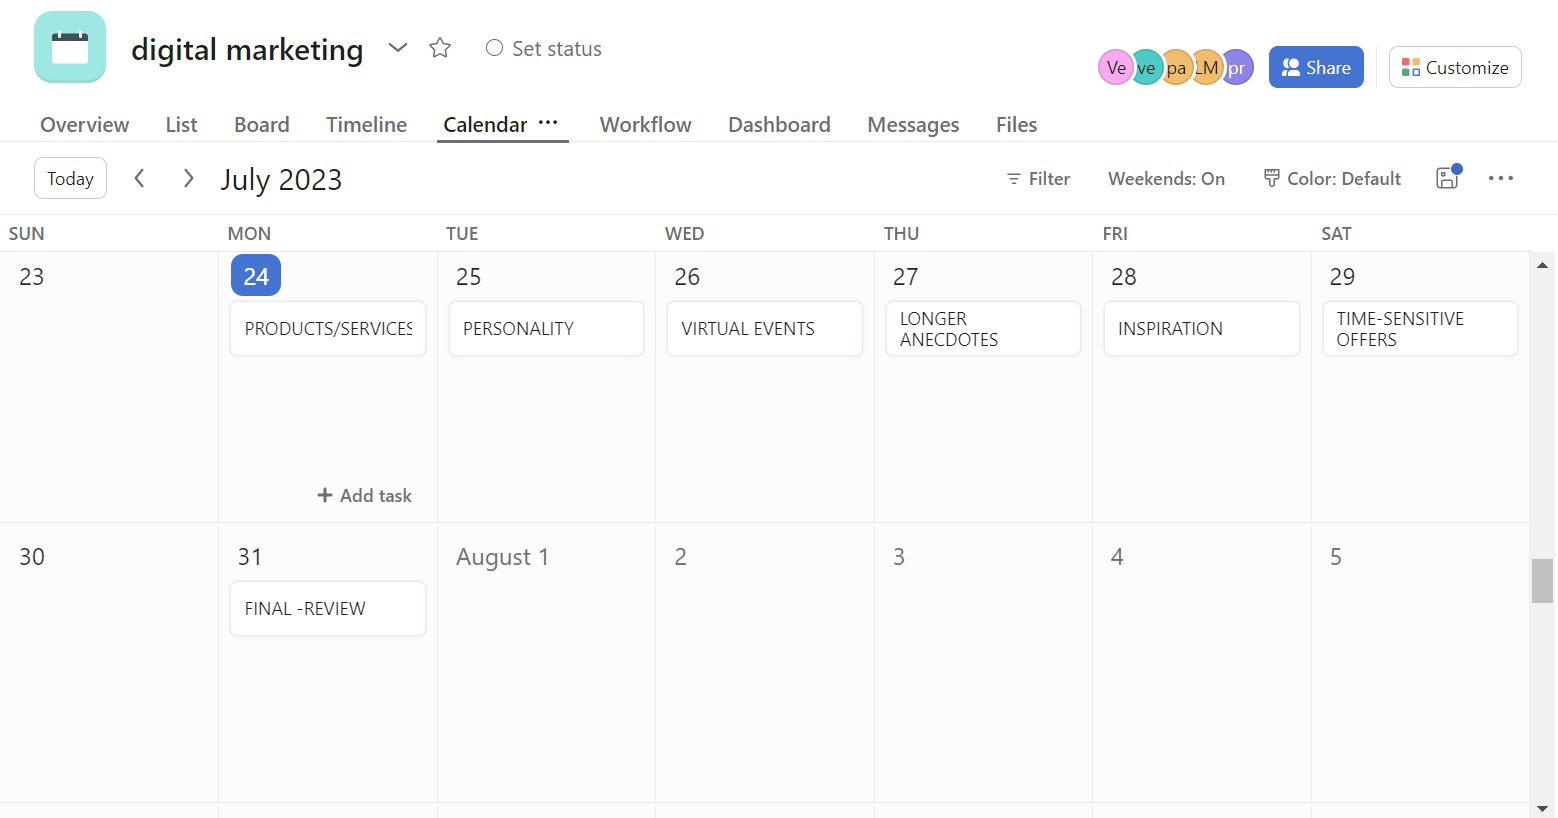 digital marketing
Set status
Ve ve pa LM pr
Share
Customize
Overview List Board Timeline Calendar ··· Workflow Dashboard Messages Files
Today
July 2023
Filter
Weekends: On
Color: Default
SUN MON TUE WED THU FRI SAT
23 24 25 26 27 28 29
PRODUCTS/SERVICES
PERSONALITY
VIRTUAL EVENTS
LONGER
ANECDOTES
INSPIRATION
TIME-SENSITIVE
OFFERS
+ Add task
30 31 August 1 2 3 4 5
FINAL -REVIEW